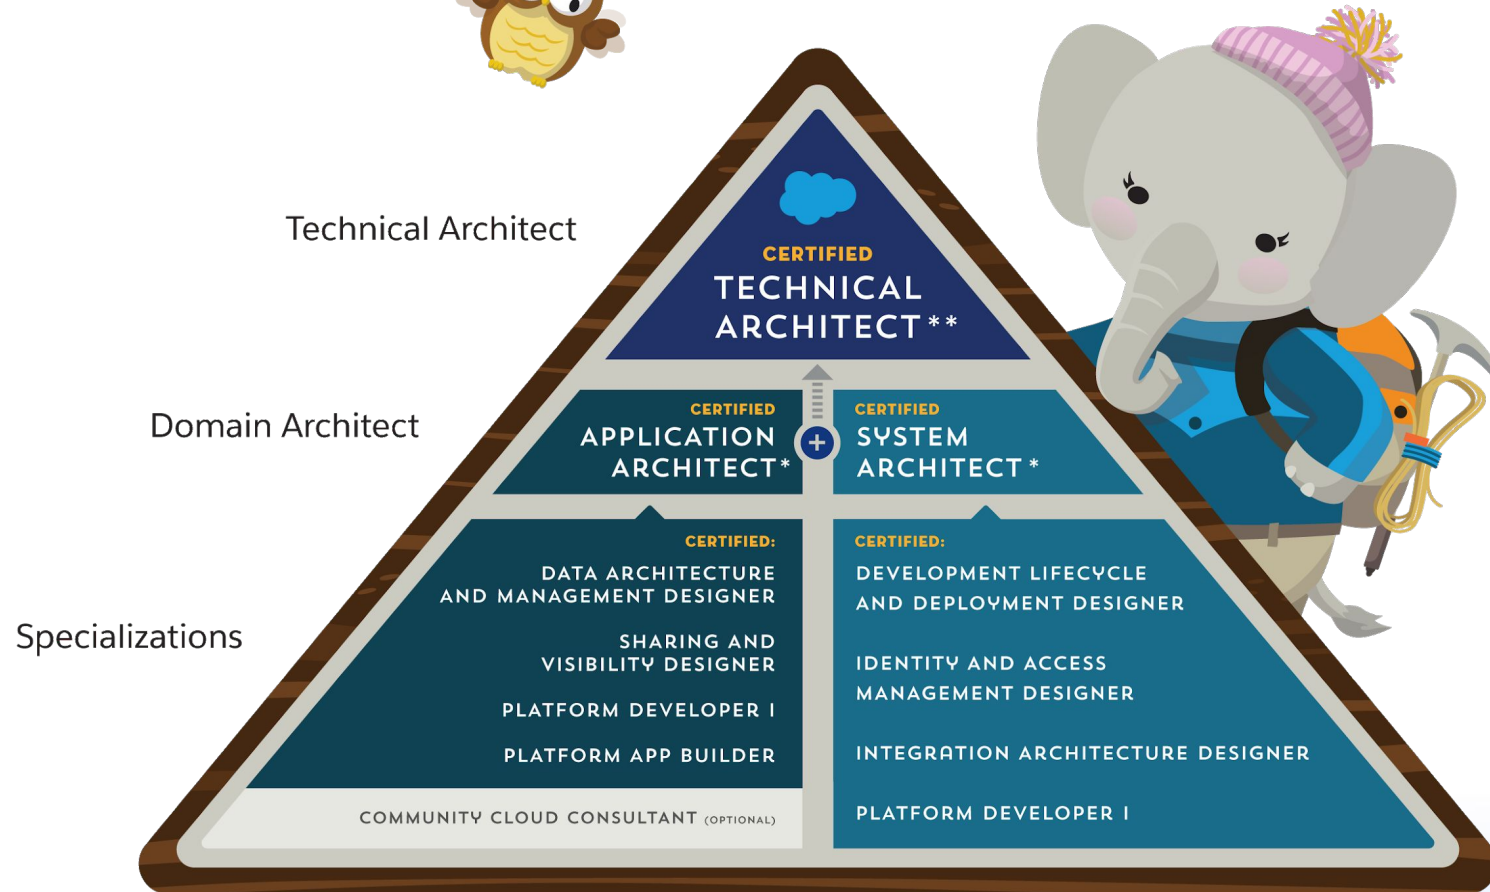 Technical Architect
CERTIFIED
TECHNICAL
ARCHITECT**
Domain Architect
CERTIFIED
APPLICATION
ARCHITECT*
+
CERTIFIED
SYSTEM
ARCHITECT*
Specializations
CERTIFIED:
DATA ARCHITECTURE
AND MANAGEMENT DESIGNER
SHARING AND
VISIBILITY DESIGNER
PLATFORM DEVELOPER I
PLATFORM APP BUILDER
COMMUNITY CLOUD CONSULTANT (OPTIONAL)
CERTIFIED:
DEVELOPMENT LIFECYCLE
AND DEPLOYMENT DESIGNER
IDENTITY AND ACCESS
MANAGEMENT DESIGNER
INTEGRATION ARCHITECTURE DESIGNER
PLATFORM DEVELOPER I